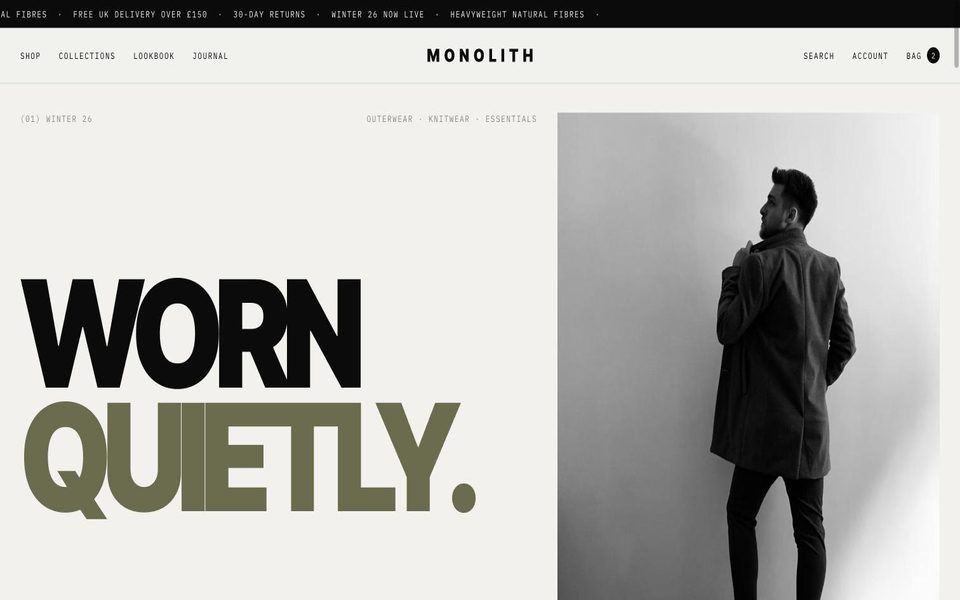 AL FIBRES · FREE UK DELIVERY OVER £150 · 30-DAY RETURNS · WINTER 26 NOW LIVE · HEAVYWEIGHT NATURAL FIBRES ·
SHOP COLLECTIONS LOOKBOOK JOURNAL MONOLITH SEARCH ACCOUNT BAG 2
(01) WINTER 26 OUTERWEAR · KNITWEAR · ESSENTIALS
WORN
QUIETLY.